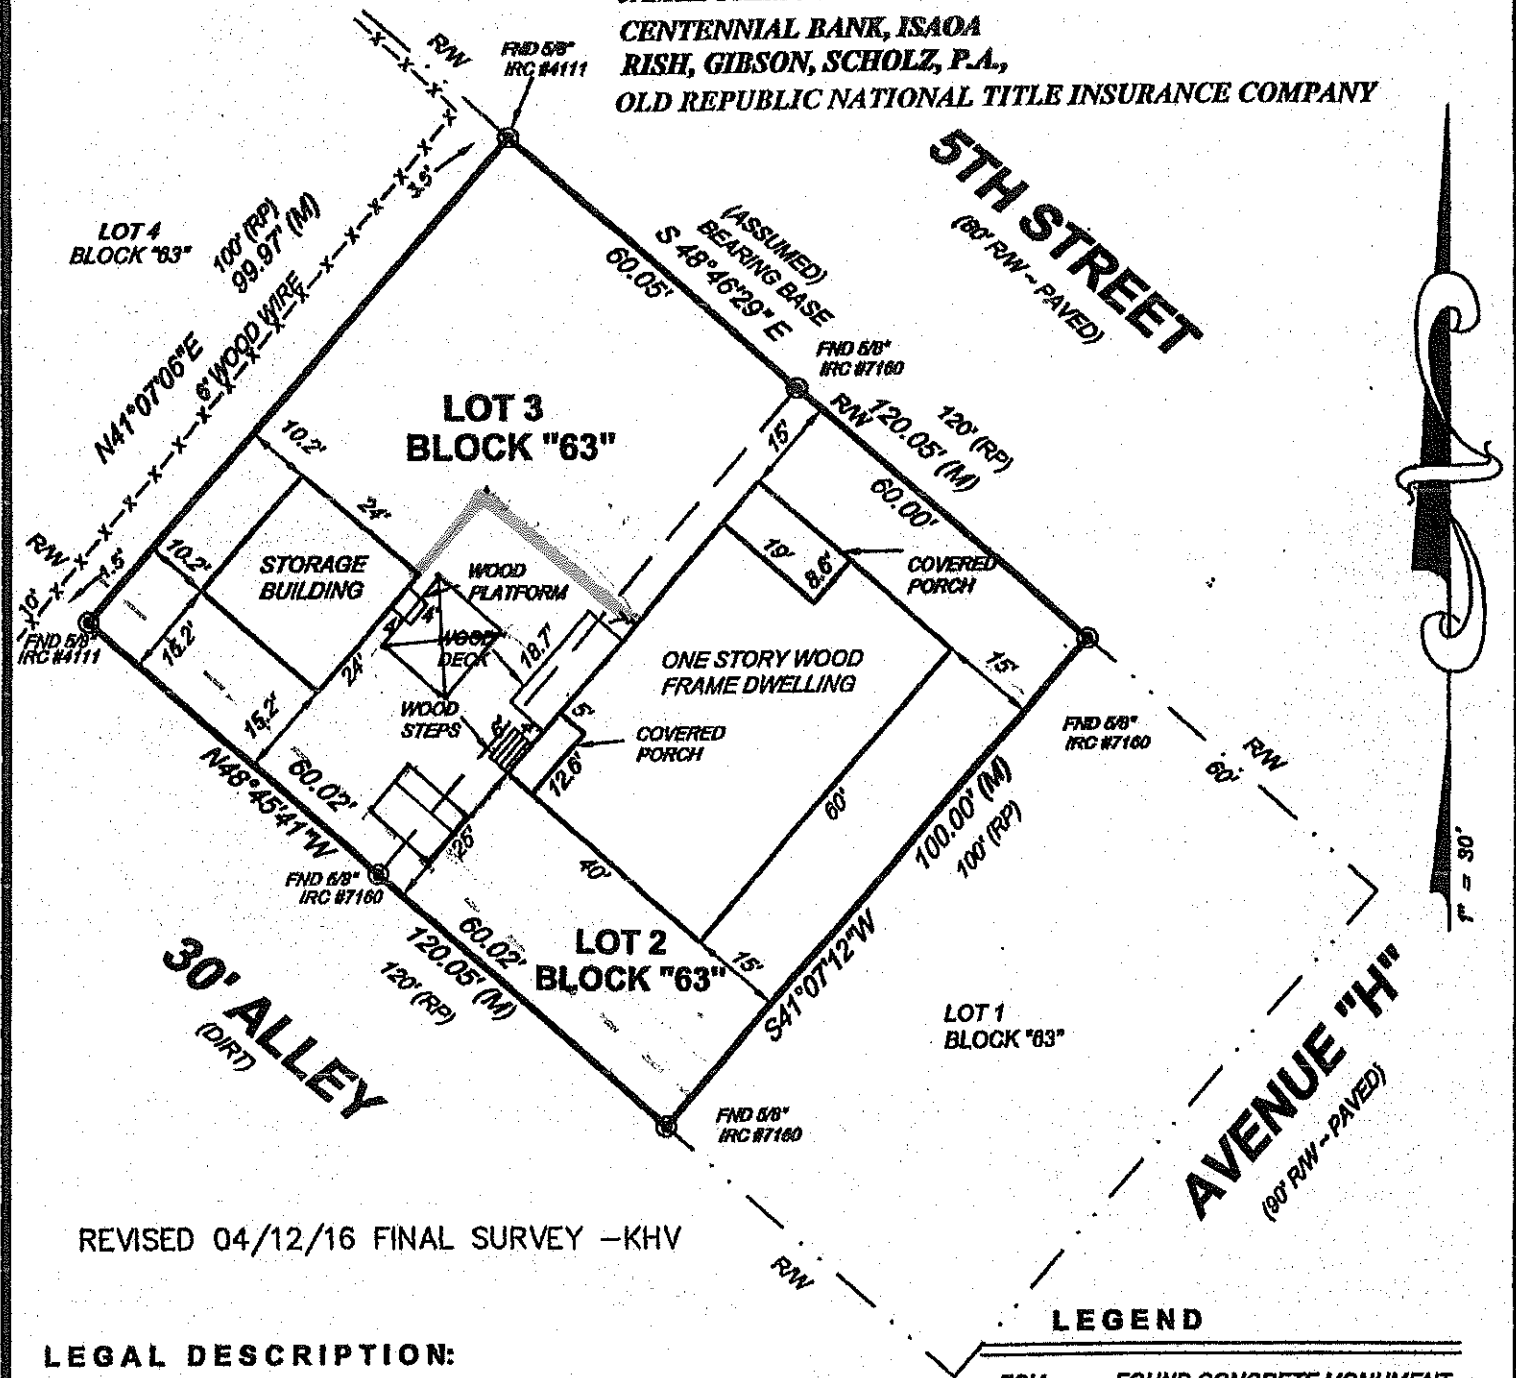 CENTENNIAL BANK, ISAOA
RISH, GIBSON, SCHOLZ, P.A.,
OLD REPUBLIC NATIONAL TITLE INSURANCE COMPANY
R/W
FND 5/8"
IRC #4111
5TH STREET
(80' R/W ~ PAVED)
LOT 4
BLOCK "63"
100' (RP)
99.97' (M)
3.5'
N41°07'06"E
6' WOOD WIRE
(ASSUMED)
BEARING BASE
S 48°46'29" E
60.05'
FND 5/8"
IRC #7160
R/W
120' (RP)
120.05' (M)
60.00'
LOT 3
BLOCK "63"
15'
10.2'
24'
R/W
1.5'
10'
10.2'
STORAGE
BUILDING
WOOD
PLATFORM
4'
4'
WOOD
DECK
18.7'
19'
8.6'
COVERED
PORCH
FND 5/8"
IRC #4111
15.2'
24'
ONE STORY WOOD
FRAME DWELLING
15'
WOOD
STEPS
5'
COVERED
PORCH
12.6'
15.2'
FND 5/8"
IRC #7160
R/W
60'
N48°45'41"W
60.02'
60'
100.00' (M)
100' (RP)
1" = 30'
25'
40'
FND 5/8"
IRC #7160
60.02'
120.05' (M)
120' (RP)
LOT 2
BLOCK "63"
15'
S41°07'12"W
30' ALLEY
(DIRT)
LOT 1
BLOCK "63"
AVENUE "H"
(90' R/W ~ PAVED)
FND 5/8"
IRC #7160
REVISED 04/12/16 FINAL SURVEY -KHV
R/W
LEGEND
LEGAL DESCRIPTION:
FOUND CONCRETE MONUMENT